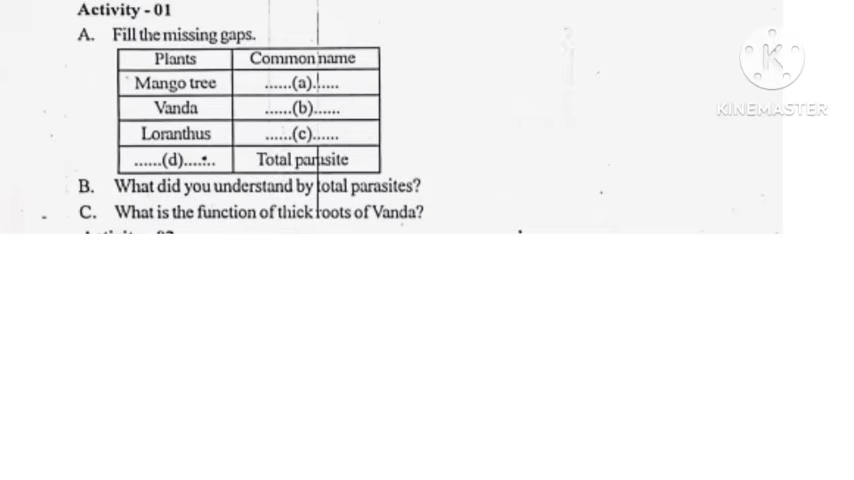 Activity - 01
A. Fill the missing gaps.
Plants Common name
Mango tree ......(a)......
Vanda ......(b)......
Loranthus ......(c)......
......(d)...... Total parasite
B. What did you understand by total parasites?
C. What is the function of thick roots of Vanda?
KINEMASTER